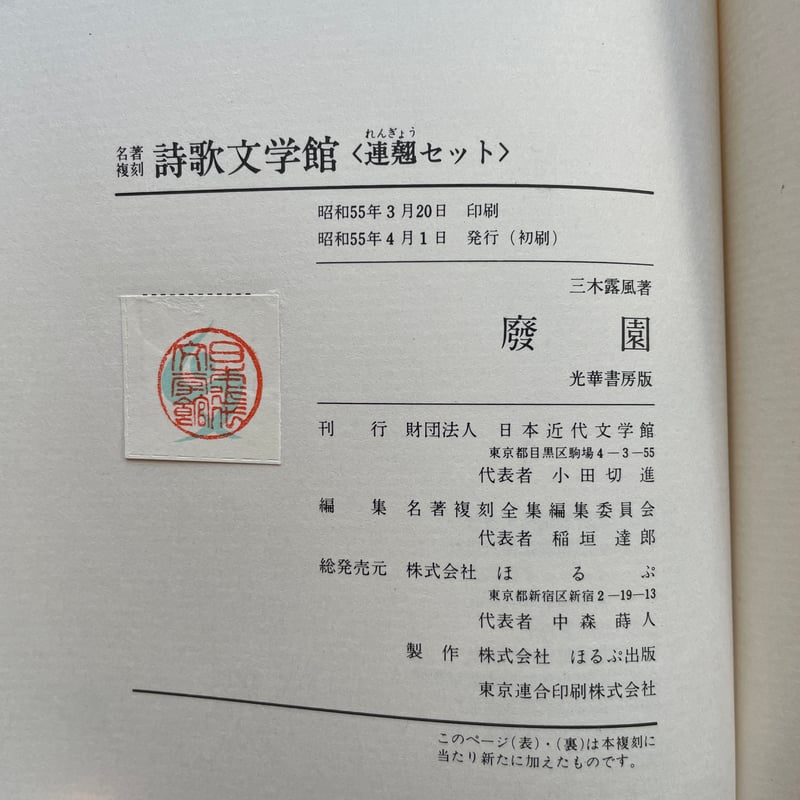 名著複刻 詩歌文学館〈連翹セット〉
れんぎょう
昭和55年3月20日 印刷
昭和55年4月1日 発行(初刷)
三木露風著
廢園
光華書房版
刊行 財団法人 日本近代文学館
東京都目黒区駒場4-3-55
代表者 小田切進
編集 名著複刻全集編集委員会
代表者 稲垣達郎
総発売元 株式会社 ほるぷ
東京都新宿区新宿2-19-13
代表者 中森蒔人
製作 株式会社 ほるぷ出版
東京連合印刷株式会社
このページ(表)・(裏)は本複刻に
当たり新たに加えたものです。